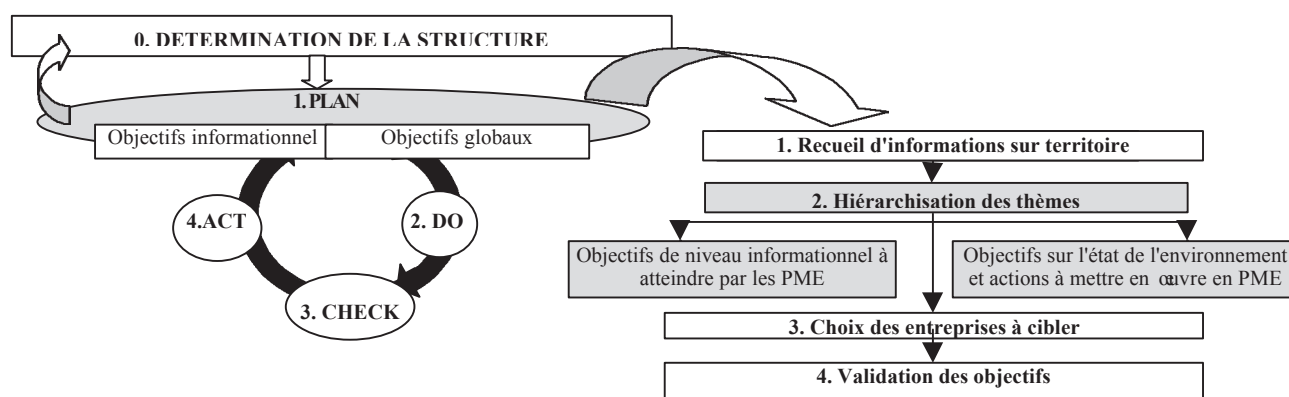 0. DETERMINATION DE LA STRUCTURE
1. PLAN
Objectifs informationnel
Objectifs globaux
4.ACT
2. DO
3. CHECK
1. Recueil d'informations sur territoire
2. Hiérarchisation des thèmes
Objectifs de niveau informationnel à
atteindre par les PME
Objectifs sur l'état de l'environnement
et actions à mettre en œuvre en PME
3. Choix des entreprises à cibler
4. Validation des objectifs